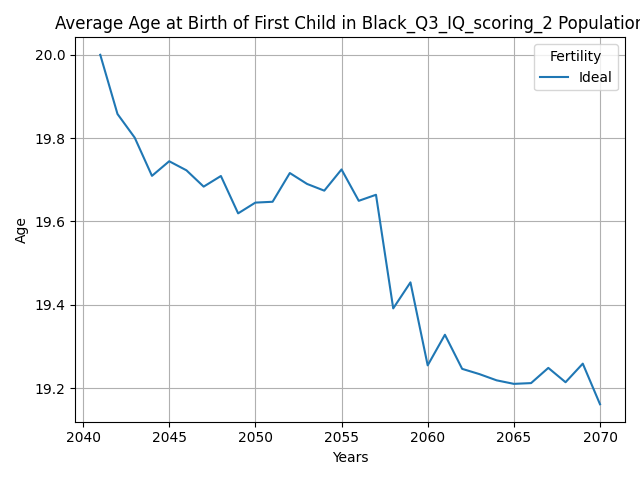 Average Age at Birth of First Child in Black_Q3_IQ_scoring_2 Population
Fertility
Ideal
20.0
19.8
19.6
19.4
19.2
Age
2040 2045 2050 2055 2060 2065 2070
Years